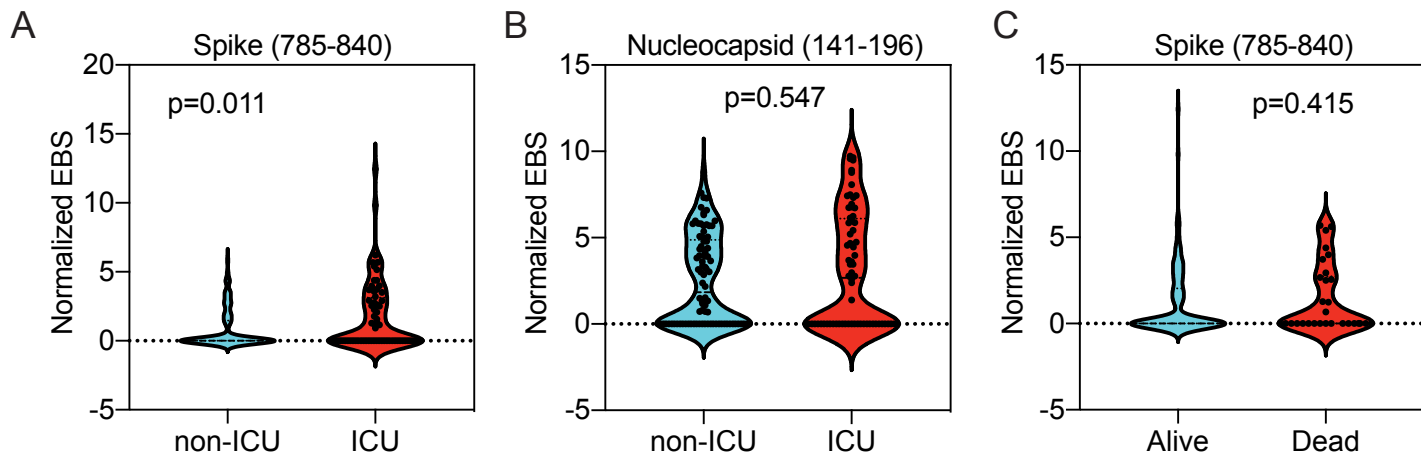 A
Spike (785-840)
Normalized EBS
20
15
10
5
0
-5
p=0.011
non-ICU
ICU
B
Nucleocapsid (141-196)
Normalized EBS
15
10
5
0
-5
p=0.547
non-ICU
ICU
C
Spike (785-840)
Normalized EBS
15
10
5
0
-5
p=0.415
Alive
Dead